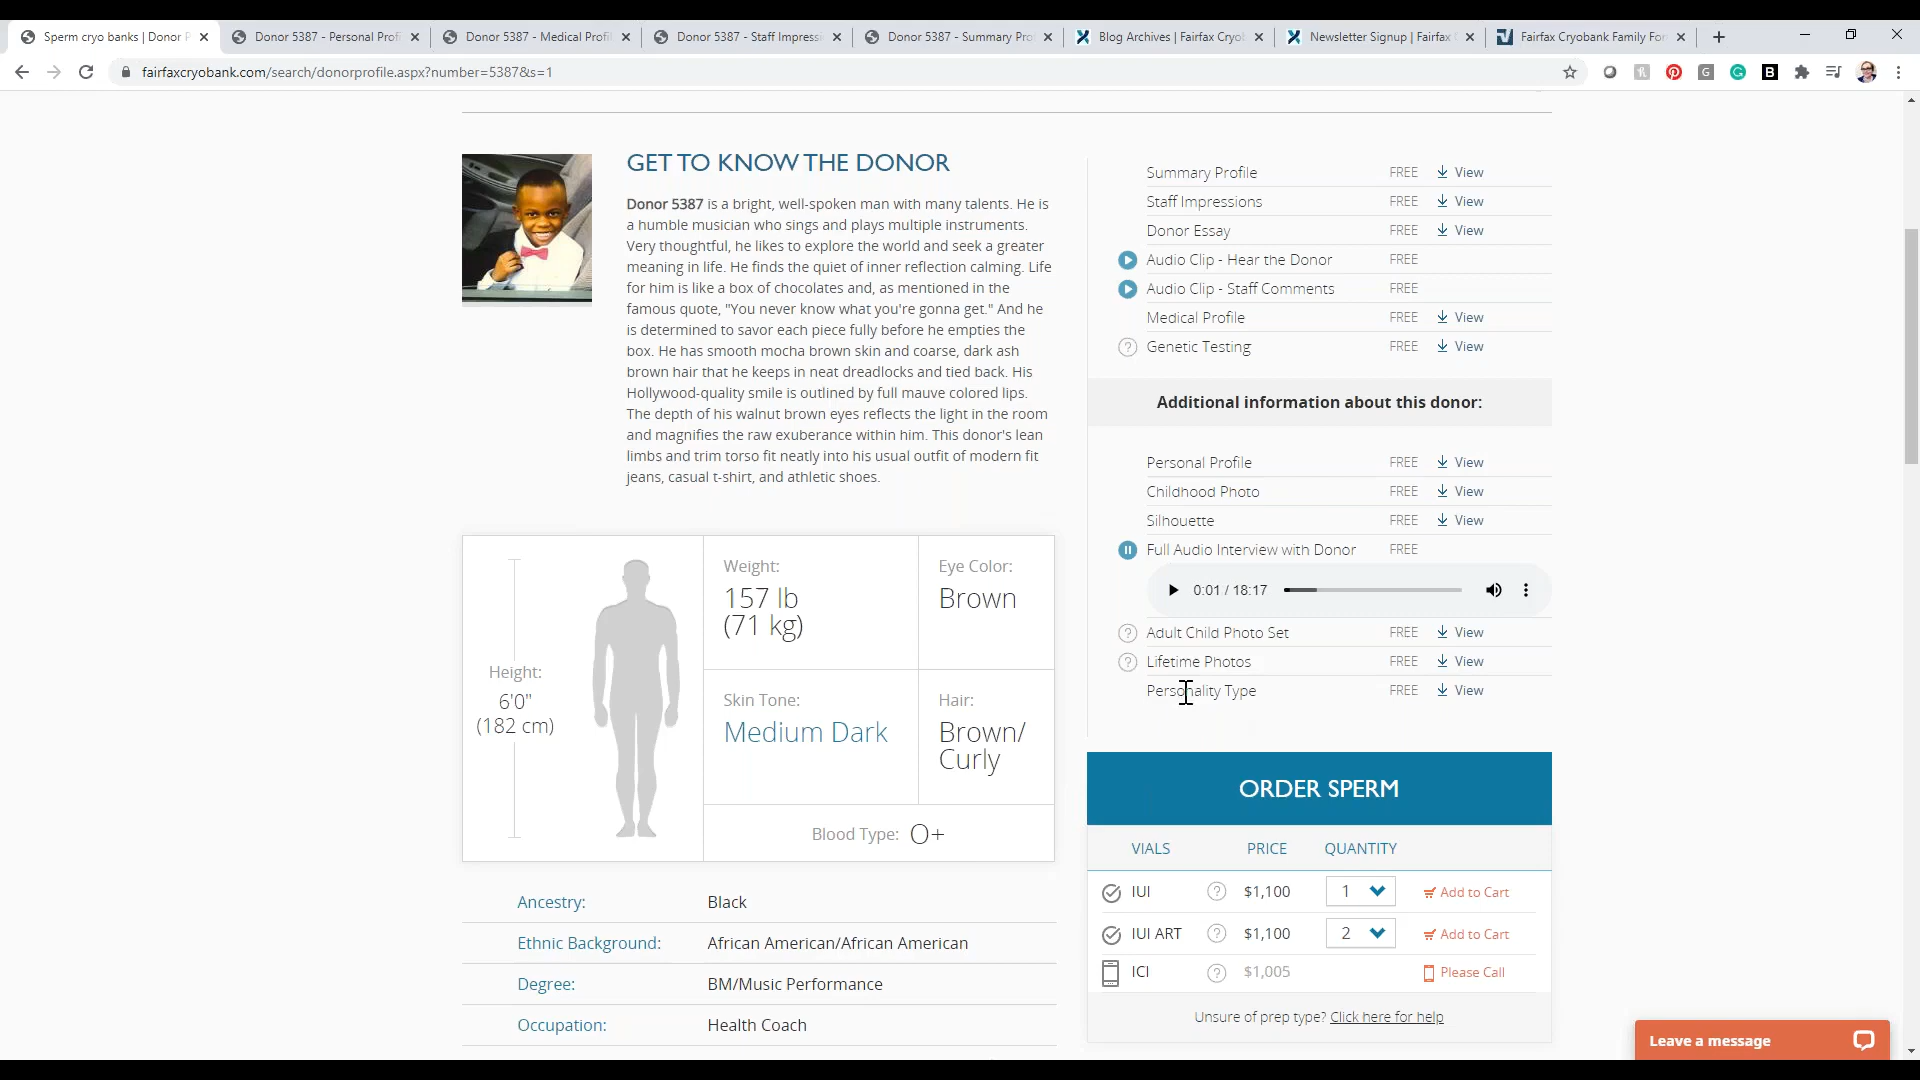 Sperm cryo banks | Donor P
Donor 5387 - Personal Profi
Donor 5387 - Medical Profil
Donor 5387 - Staff Impressi
Donor 5387 - Summary Pro
Blog Archives | Fairfax Cryob
Newsletter Signup | Fairfax
Fairfax Cryobank Family For
fairfaxcryobank.com/search/donorprofile.aspx?number=5387&s=1
GET TO KNOW THE DONOR
Donor 5387 is a bright, well-spoken man with many talents. He is
a humble musician who sings and plays multiple instruments.
Very thoughtful, he likes to explore the world and seek a greater
meaning in life. He finds the quiet of inner reflection calming. Life
for him is like a box of chocolates and, as mentioned in the
famous quote, "You never know what you're gonna get." And he
is determined to savor each piece fully before he empties the
box. He has smooth mocha brown skin and coarse, dark ash
brown hair that he keeps in neat dreadlocks and tied back. His
Hollywood-quality smile is outlined by full mauve colored lips.
The depth of his walnut brown eyes reflects the light in the room
and magnifies the raw exuberance within him. This donor's lean
limbs and trim torso fit neatly into his usual outfit of modern fit
jeans, casual t-shirt, and athletic shoes.
Height:
6'0"
(182 cm)
Weight:
157 lb
(71 kg)
Eye Color:
Brown
Skin Tone:
Medium Dark
Hair:
Brown/
Curly
Blood Type: O+
Ancestry: Black
Ethnic Background: African American/African American
Degree: BM/Music Performance
Occupation: Health Coach
Summary Profile FREE View
Staff Impressions FREE View
Donor Essay FREE View
Audio Clip - Hear the Donor FREE
Audio Clip - Staff Comments FREE
Medical Profile FREE View
? Genetic Testing FREE View
Additional information about this donor:
Personal Profile FREE View
Childhood Photo FREE View
Silhouette FREE View
Full Audio Interview with Donor FREE
0:01 / 18:17
? Adult Child Photo Set FREE View
? Lifetime Photos FREE View
Personality Type FREE View
ORDER SPERM
VIALS PRICE QUANTITY
IUI ? $1,100 1 Add to Cart
IUI ART ? $1,100 2 Add to Cart
ICI ? $1,005 Please Call
Unsure of prep type? Click here for help
Leave a message